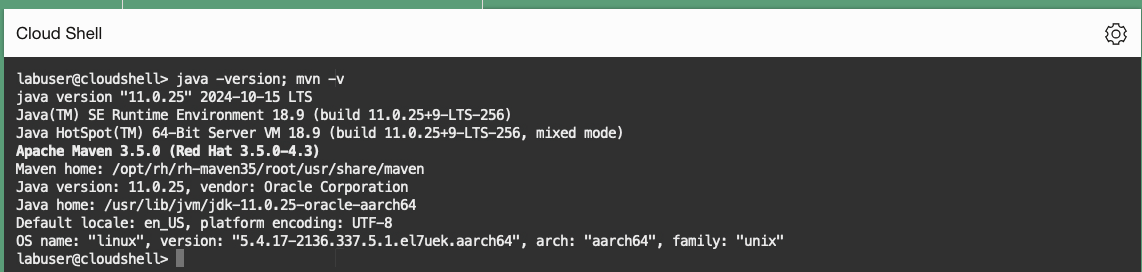 Cloud Shell
labuser@cloudshell> java -version; mvn -v
java version "11.0.25" 2024-10-15 LTS
Java(TM) SE Runtime Environment 18.9 (build 11.0.25+9-LTS-256)
Java HotSpot(TM) 64-Bit Server VM 18.9 (build 11.0.25+9-LTS-256, mixed mode)
Apache Maven 3.5.0 (Red Hat 3.5.0-4.3)
Maven home: /opt/rh/rh-maven35/root/usr/share/maven
Java version: 11.0.25, vendor: Oracle Corporation
Java home: /usr/lib/jvm/jdk-11.0.25-oracle-aarch64
Default locale: en_US, platform encoding: UTF-8
OS name: "linux", version: "5.4.17-2136.337.5.1.el7uek.aarch64", arch: "aarch64", family: "unix"
labuser@cloudshell>